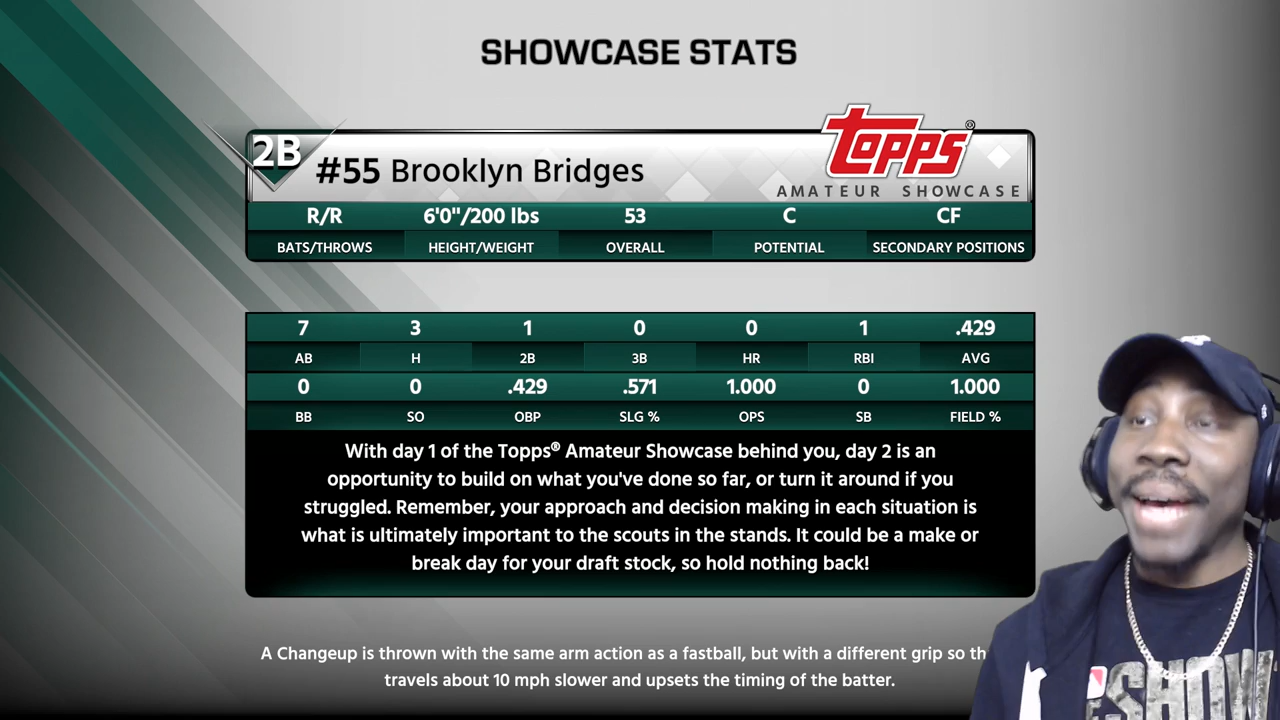 SHOWCASE STATS
2B
#55 Brooklyn Bridges
Topps®
AMATEUR SHOWCASE
R/R 6'0"/200 lbs 53 C CF
BATS/THROWS HEIGHT/WEIGHT OVERALL POTENTIAL SECONDARY POSITIONS
7 3 1 0 0 1 .429
AB H 2B 3B HR RBI AVG
0 0 .429 .571 1.000 0 1.000
BB SO OBP SLG % OPS SB FIELD %
With day 1 of the Topps® Amateur Showcase behind you, day 2 is an
opportunity to build on what you've done so far, or turn it around if you
struggled. Remember, your approach and decision making in each situation is
what is ultimately important to the scouts in the stands. It could be a make or
break day for your draft stock, so hold nothing back!
A Changeup is thrown with the same arm action as a fastball, but with a different grip so
travels about 10 mph slower and upsets the timing of the batter.
SHOW